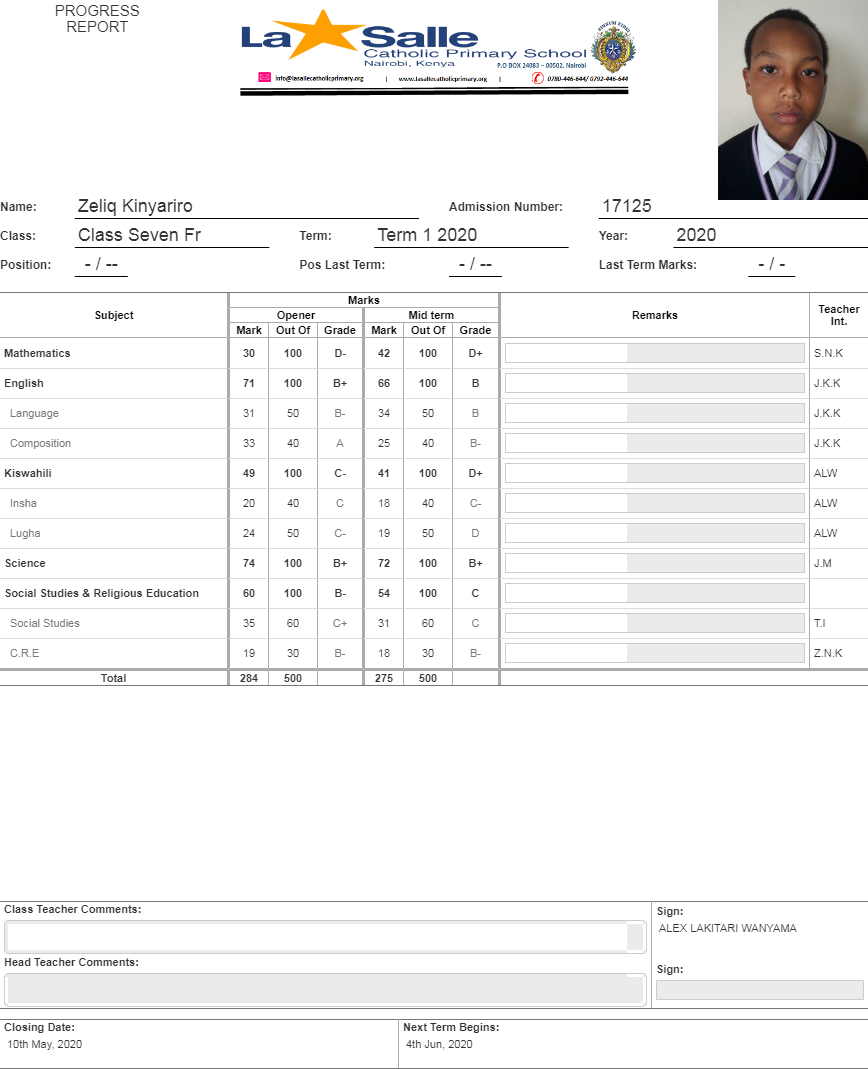 PROGRESS
REPORT
La Salle
Catholic Primary School
Nairobi, Kenya
P.O BOX 24083 – 00502, Nairobi
info@lasallecatholicprimary.org | www.lasallecatholicprimary.org | 0780-446-644/ 0792-446-644
Name: Zeliq Kinyariro Admission Number: 17125
Class: Class Seven Fr Term: Term 1 2020 Year: 2020
Position: - / -- Pos Last Term: - / -- Last Term Marks: - / -
Marks
Subject Opener Mid term Remarks Teacher Int.
Mark Out Of Grade Mark Out Of Grade
Mathematics 30 100 D- 42 100 D+ S.N.K
English 71 100 B+ 66 100 B J.K.K
Language 31 50 B- 34 50 B J.K.K
Composition 33 40 A 25 40 B- J.K.K
Kiswahili 49 100 C- 41 100 D+ ALW
Insha 20 40 C 18 40 C- ALW
Lugha 24 50 C- 19 50 D ALW
Science 74 100 B+ 72 100 B+ J.M
Social Studies & Religious Education 60 100 B- 54 100 C
Social Studies 35 60 C+ 31 60 C T.I
C.R.E 19 30 B- 18 30 B- Z.N.K
Total 284 500 275 500
Class Teacher Comments: Sign:
ALEX LAKITARI WANYAMA
Head Teacher Comments: Sign:
Closing Date: Next Term Begins:
10th May, 2020 4th Jun, 2020